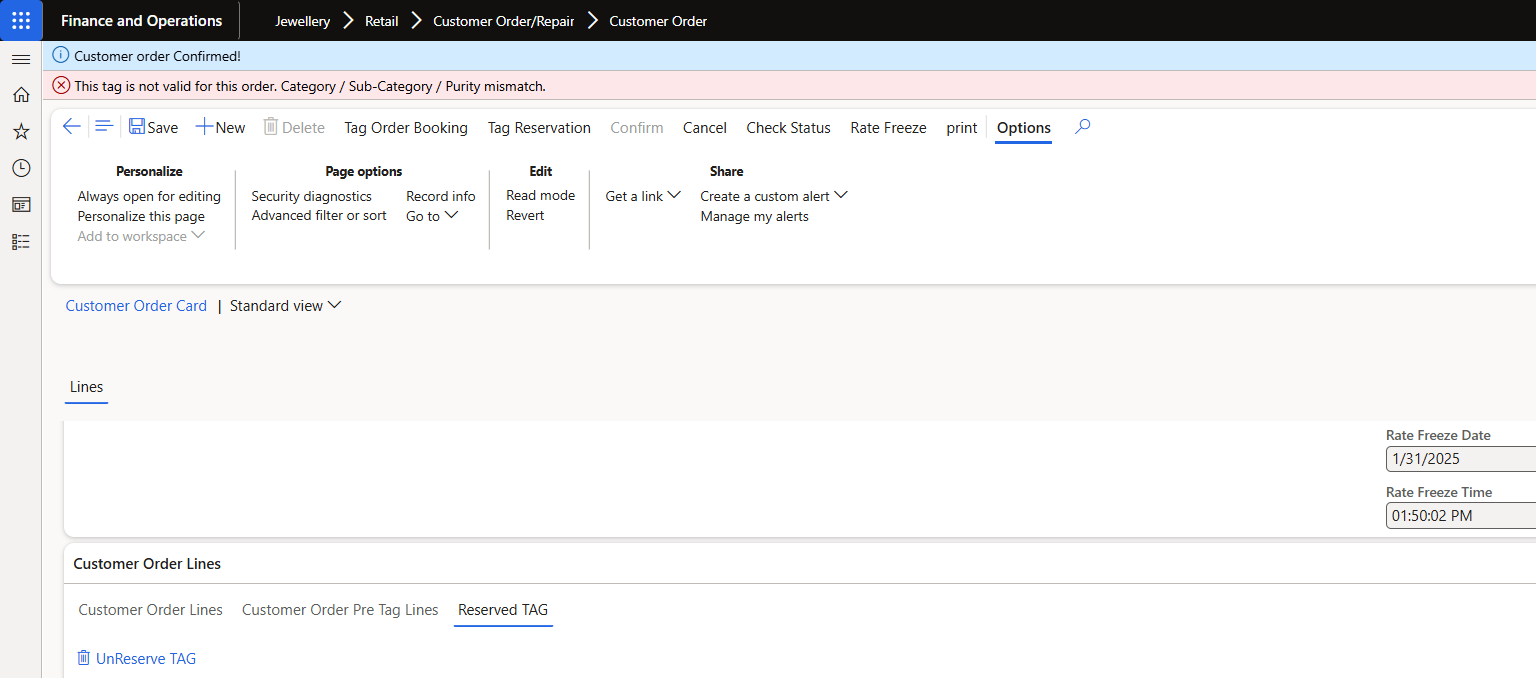 Finance and Operations
Jewellery Retail Customer Order/Repair Customer Order
Customer order Confirmed!
This tag is not valid for this order. Category / Sub-Category / Purity mismatch.
Save New Delete Tag Order Booking Tag Reservation Confirm Cancel Check Status Rate Freeze print Options
Personalize
Always open for editing
Personalize this page
Add to workspace
Page options
Security diagnostics
Advanced filter or sort
Record info
Go to
Edit
Read mode
Revert
Share
Get a link
Create a custom alert
Manage my alerts
Customer Order Card | Standard view
Lines
Rate Freeze Date
1/31/2025
Rate Freeze Time
01:50:02 PM
Customer Order Lines
Customer Order Lines Customer Order Pre Tag Lines Reserved TAG
UnReserve TAG